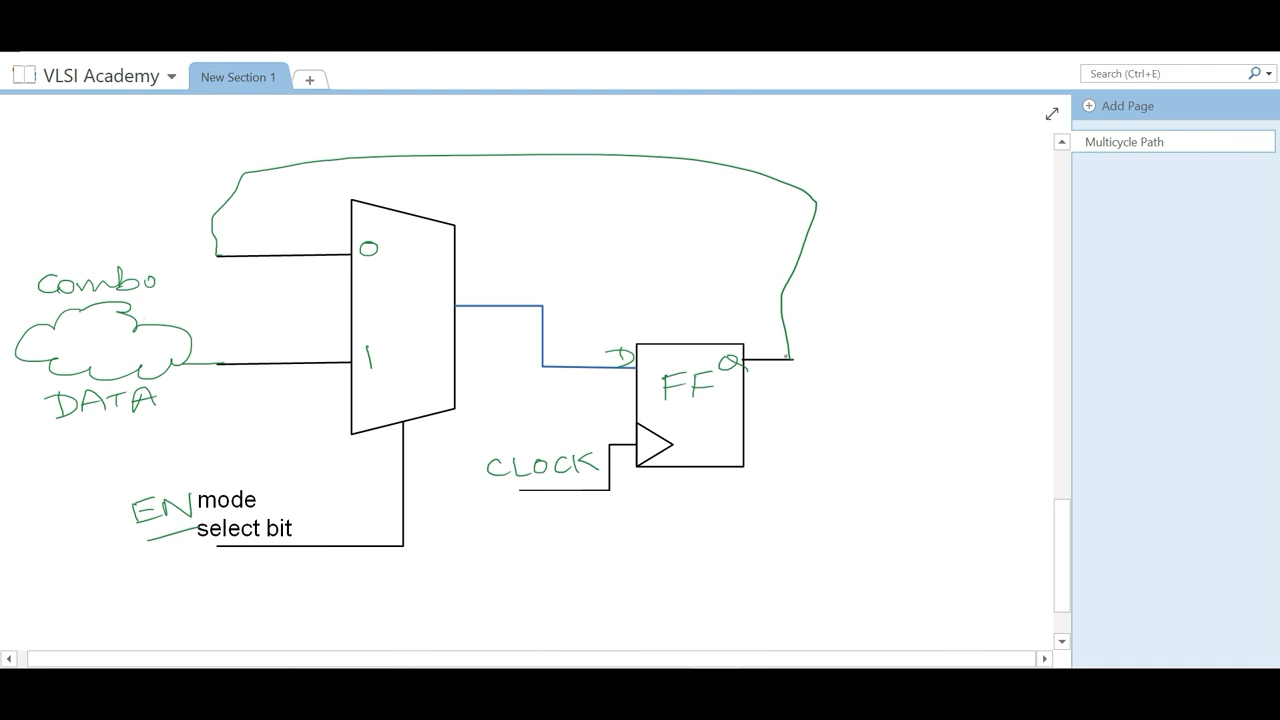 VLSI Academy
New Section 1
+
Search (Ctrl+E)
Add Page
Multicycle Path
0
combo
1
DATA
D
Q
FF
CLOCK
EN
mode
select bit